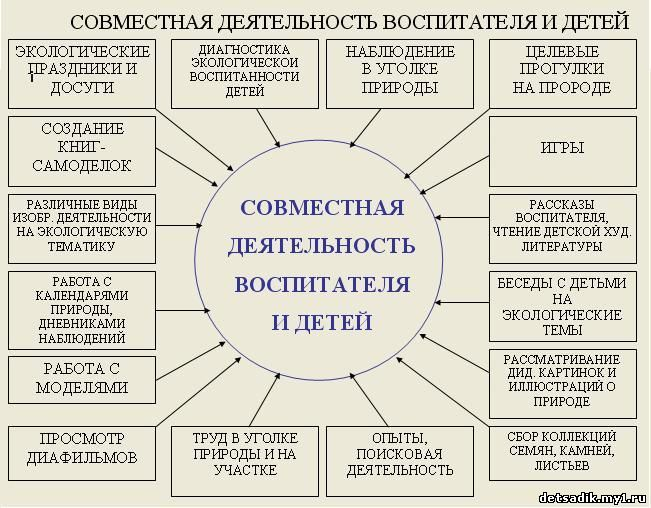 СОВМЕСТНАЯ ДЕЯТЕЛЬНОСТЬ ВОСПИТАТЕЛЯ И ДЕТЕЙ
ЭКОЛОГИЧЕСКИЕ
ПРАЗДНИКИ И
ДОСУГИ
ДИАГНОСТИКА
ЭКОЛОГИЧЕСКОЙ
ВОСПИТАННОСТИ
ДЕТЕЙ
НАБЛЮДЕНИЕ
В УГОЛКЕ
ПРИРОДЫ
ЦЕЛЕВЫЕ
ПРОГУЛКИ
НА ПРОРОДЕ
СОЗДАНИЕ
КНИГ-
САМОДЕЛОК
ИГРЫ
РАЗЛИЧНЫЕ ВИДЫ
ИЗОБР. ДЕЯТЕЛЬНОСТИ
НА ЭКОЛОГИЧЕСКУЮ
ТЕМАТИКУ
СОВМЕСТНАЯ
ДЕЯТЕЛЬНОСТЬ
ВОСПИТАТЕЛЯ
И ДЕТЕЙ
РАССКАЗЫ
ВОСПИТАТЕЛЯ,
ЧТЕНИЕ ДЕТСКОЙ ХУД.
ЛИТЕРАТУРЫ
РАБОТА С
КАЛЕНДАРЯМИ
ПРИРОДЫ,
ДНЕВНИКАМИ
НАБЛЮДЕНИЙ
БЕСЕДЫ С ДЕТЬМИ
НА
ЭКОЛОГИЧЕСКИЕ
ТЕМЫ
РАБОТА С
МОДЕЛЯМИ
РАССМАТРИВАНИЕ
ДИД. КАРТИНОК И
ИЛЛЮСТРАЦИЙ О
ПРИРОДЕ
ПРОСМОТР
ДИАФИЛЬМОВ
ТРУД В УГОЛКЕ
ПРИРОДЫ И НА
УЧАСТКЕ
ОПЫТЫ,
ПОИСКОВАЯ
ДЕЯТЕЛЬНОСТЬ
СБОР КОЛЛЕКЦИЙ
СЕМЯН, КАМНЕЙ,
ЛИСТЬЕВ
detsadik.my1.ru